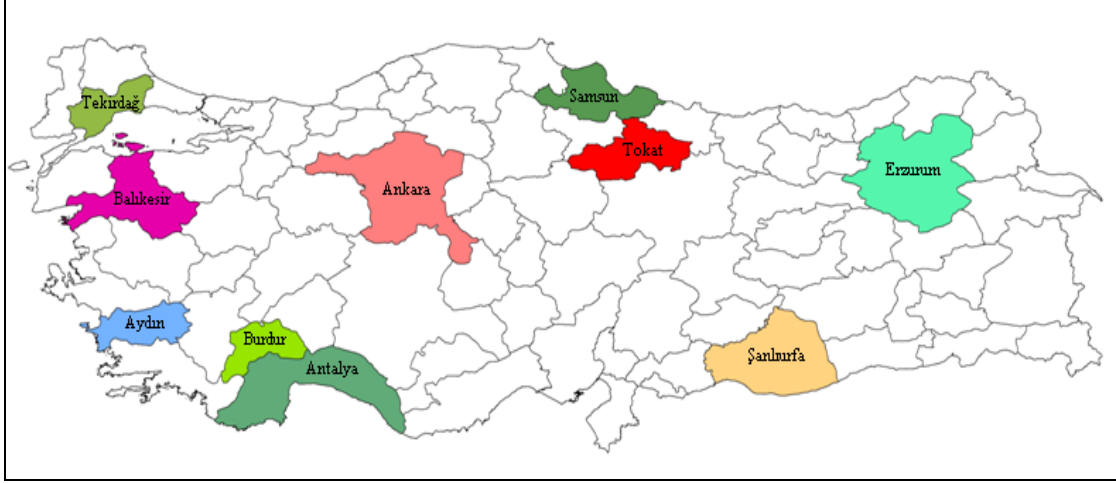 Tekirdağ
Samsun
Tokat
Erzurum
Ankara
Balıkesir
Aydın
Burdur
Antalya
Şanlıurfa